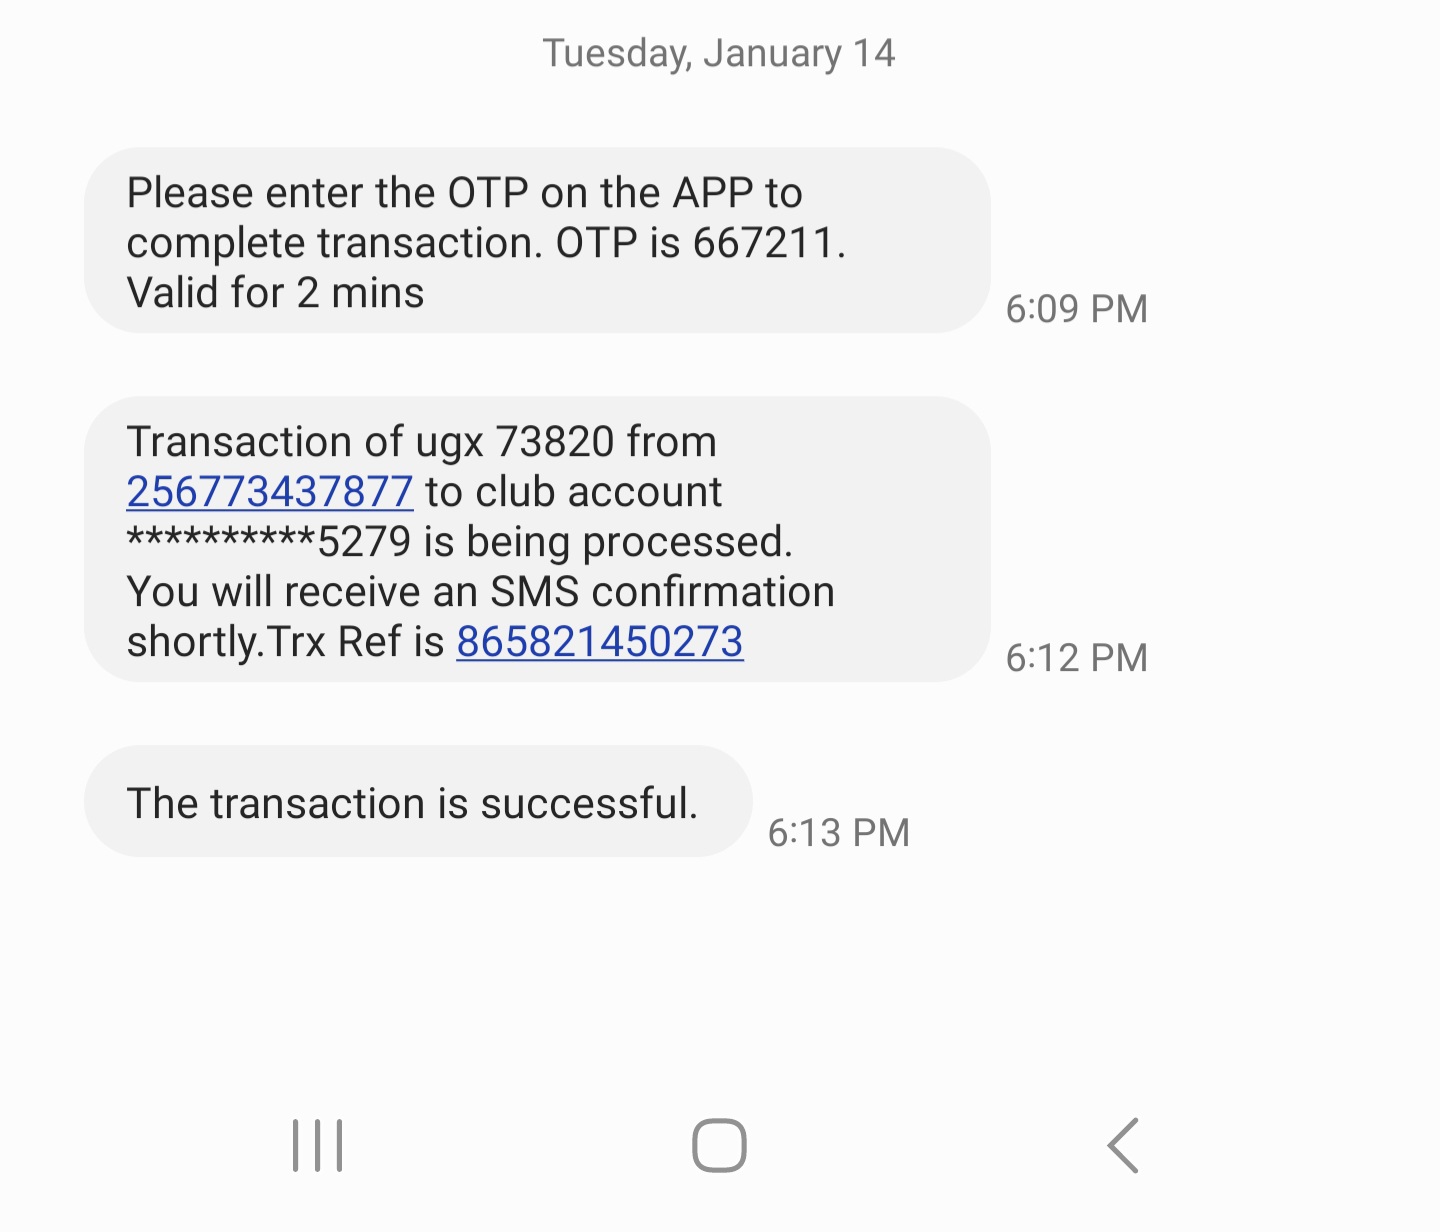 Tuesday, January 14
Please enter the OTP on the APP to
complete transaction. OTP is 667211.
Valid for 2 mins
6:09 PM
Transaction of ugx 73820 from
256773437877 to club account
**********5279 is being processed.
You will receive an SMS confirmation
shortly.Trx Ref is 865821450273
6:12 PM
The transaction is successful.
6:13 PM